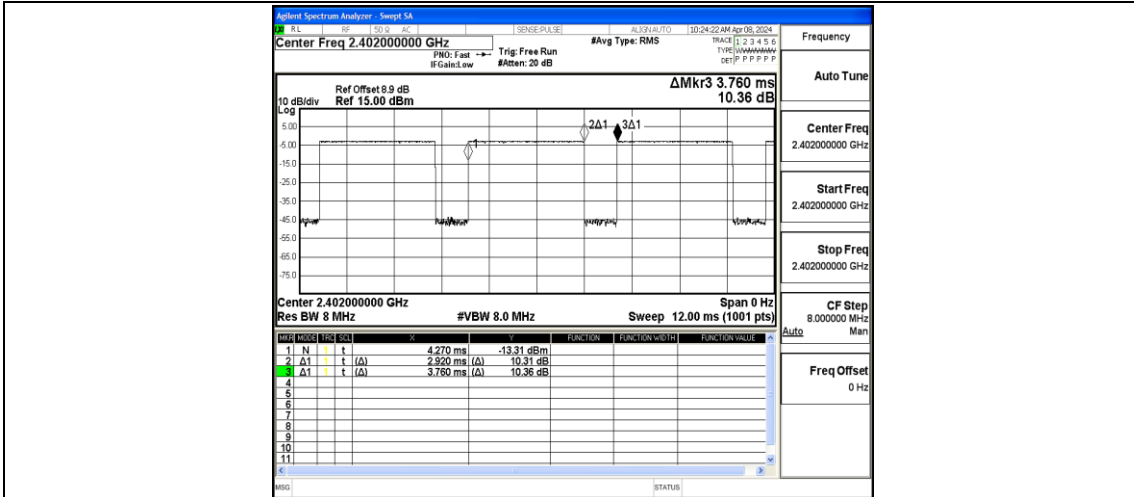 Agilent Spectrum Analyzer - Swept SA
RL RF 50 Ω AC SENSE:PULSE ALIGN AUTO 10:24:22 AM Apr 08, 2024
Center Freq 2.402000000 GHz
PNO: Fast
IFGain:Low
Trig: Free Run
#Atten: 20 dB
#Avg Type: RMS
TRACE 1 2 3 4 5 6
TYPE WWWWWW
DET P P P P P P
Frequency
Auto Tune
Center Freq
2.402000000 GHz
Start Freq
2.402000000 GHz
Stop Freq
2.402000000 GHz
CF Step
8.000000 MHz
Auto Man
Freq Offset
0 Hz
ΔMkr3 3.760 ms
10.36 dB
Ref Offset 8.9 dB
10 dB/div Ref 15.00 dBm
Log
5.00
-5.00
-15.0
-25.0
-35.0
-45.0
-55.0
-65.0
-75.0
1
2Δ1
3Δ1
Center 2.402000000 GHz Span 0 Hz
Res BW 8 MHz #VBW 8.0 MHz Sweep 12.00 ms (1001 pts)
MKR MODE TRC SCL X Y FUNCTION FUNCTION WIDTH FUNCTION VALUE
1 N 1 t 4.270 ms -13.31 dBm
2 Δ1 1 t (Δ) 2.920 ms (Δ) 10.31 dB
3 Δ1 1 t (Δ) 3.760 ms (Δ) 10.36 dB
4
5
6
7
8
9
10
11
MSG STATUS